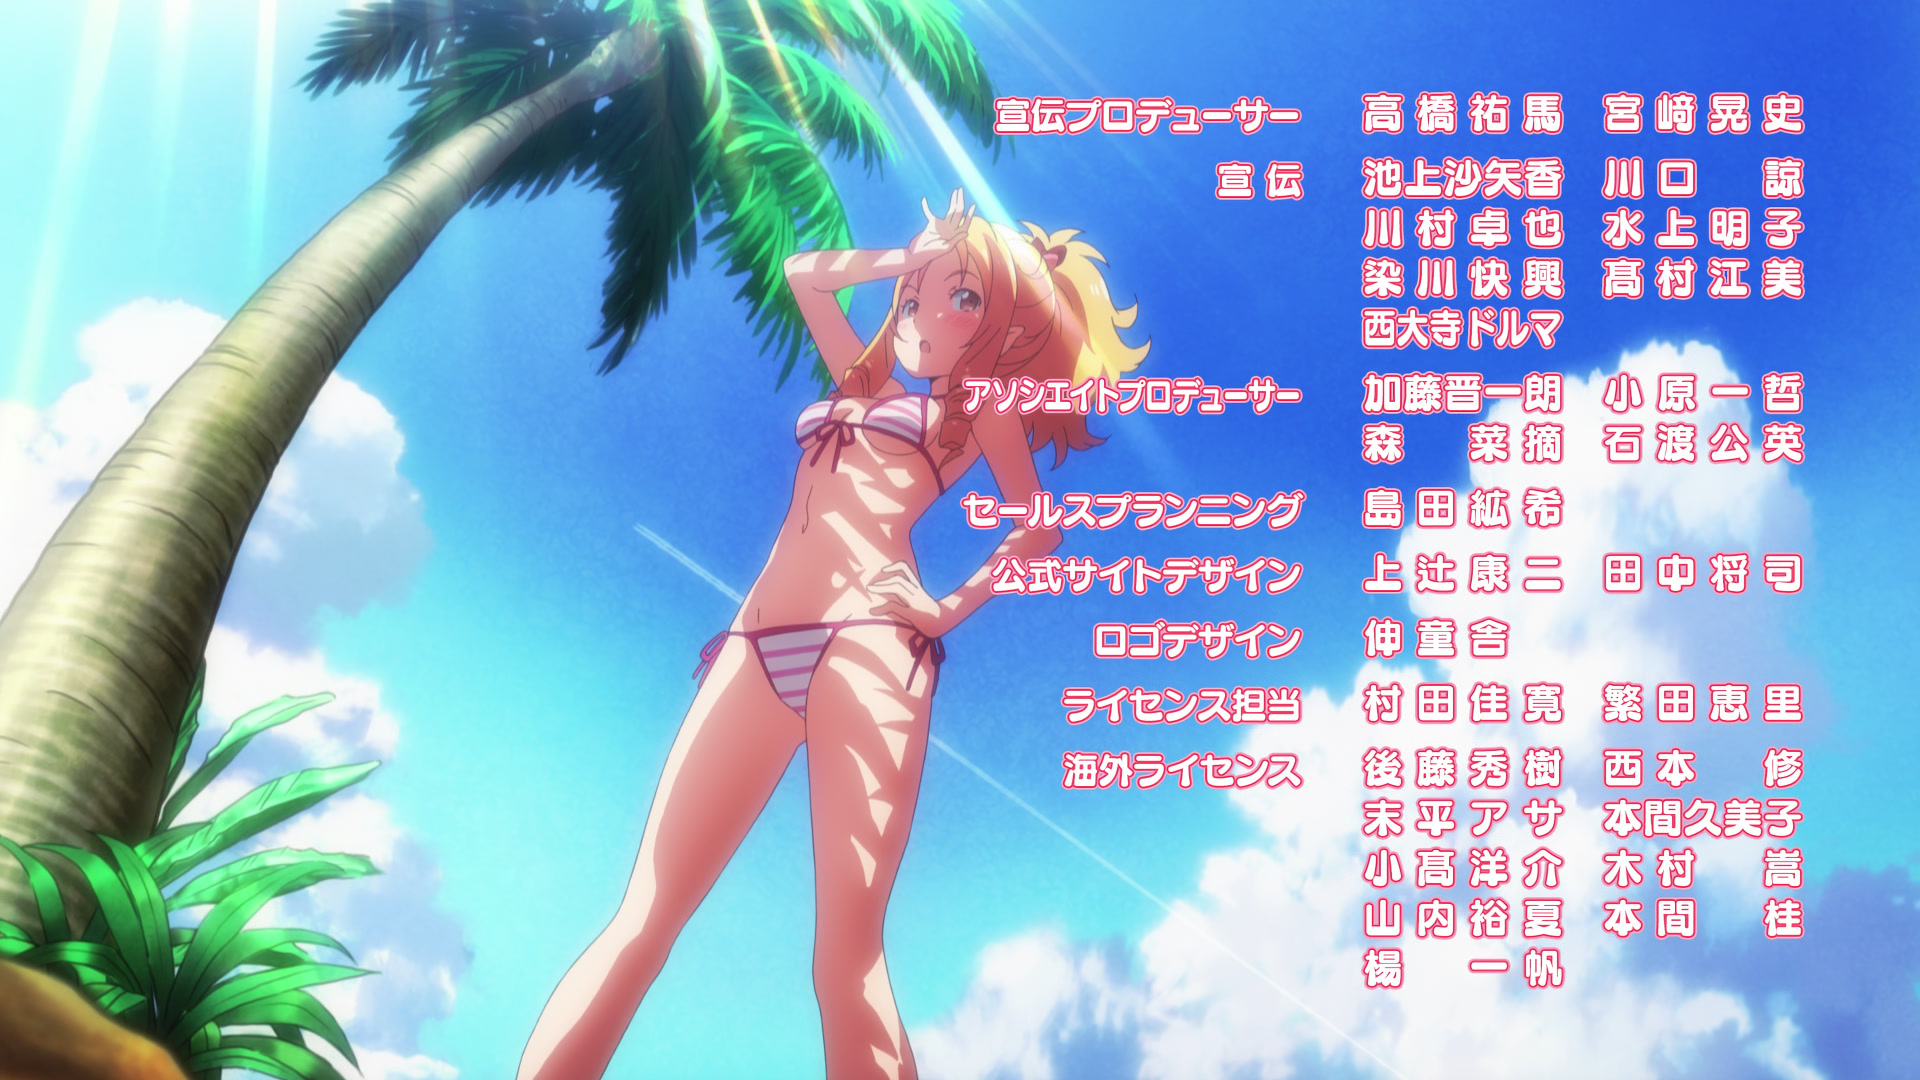 宣伝プロデューサー 高橋祐馬 宮﨑晃史
宣伝 池上沙矢香 川口諒
川村卓也 水上明子
染川快興 髙村江美
西大寺ドルマ
アソシエイトプロデューサー 加藤晋一朗 小原一哲
森菜摘 石渡公英
セールスプランニング 島田紘希
公式サイトデザイン 上辻康二 田中将司
ロゴデザイン 伸童舎
ライセンス担当 村田佳寛 繁田恵里
海外ライセンス 後藤秀樹 西本修
末平アサ 本間久美子
小髙洋介 木村嵩
山内裕夏 本間桂
楊一帆